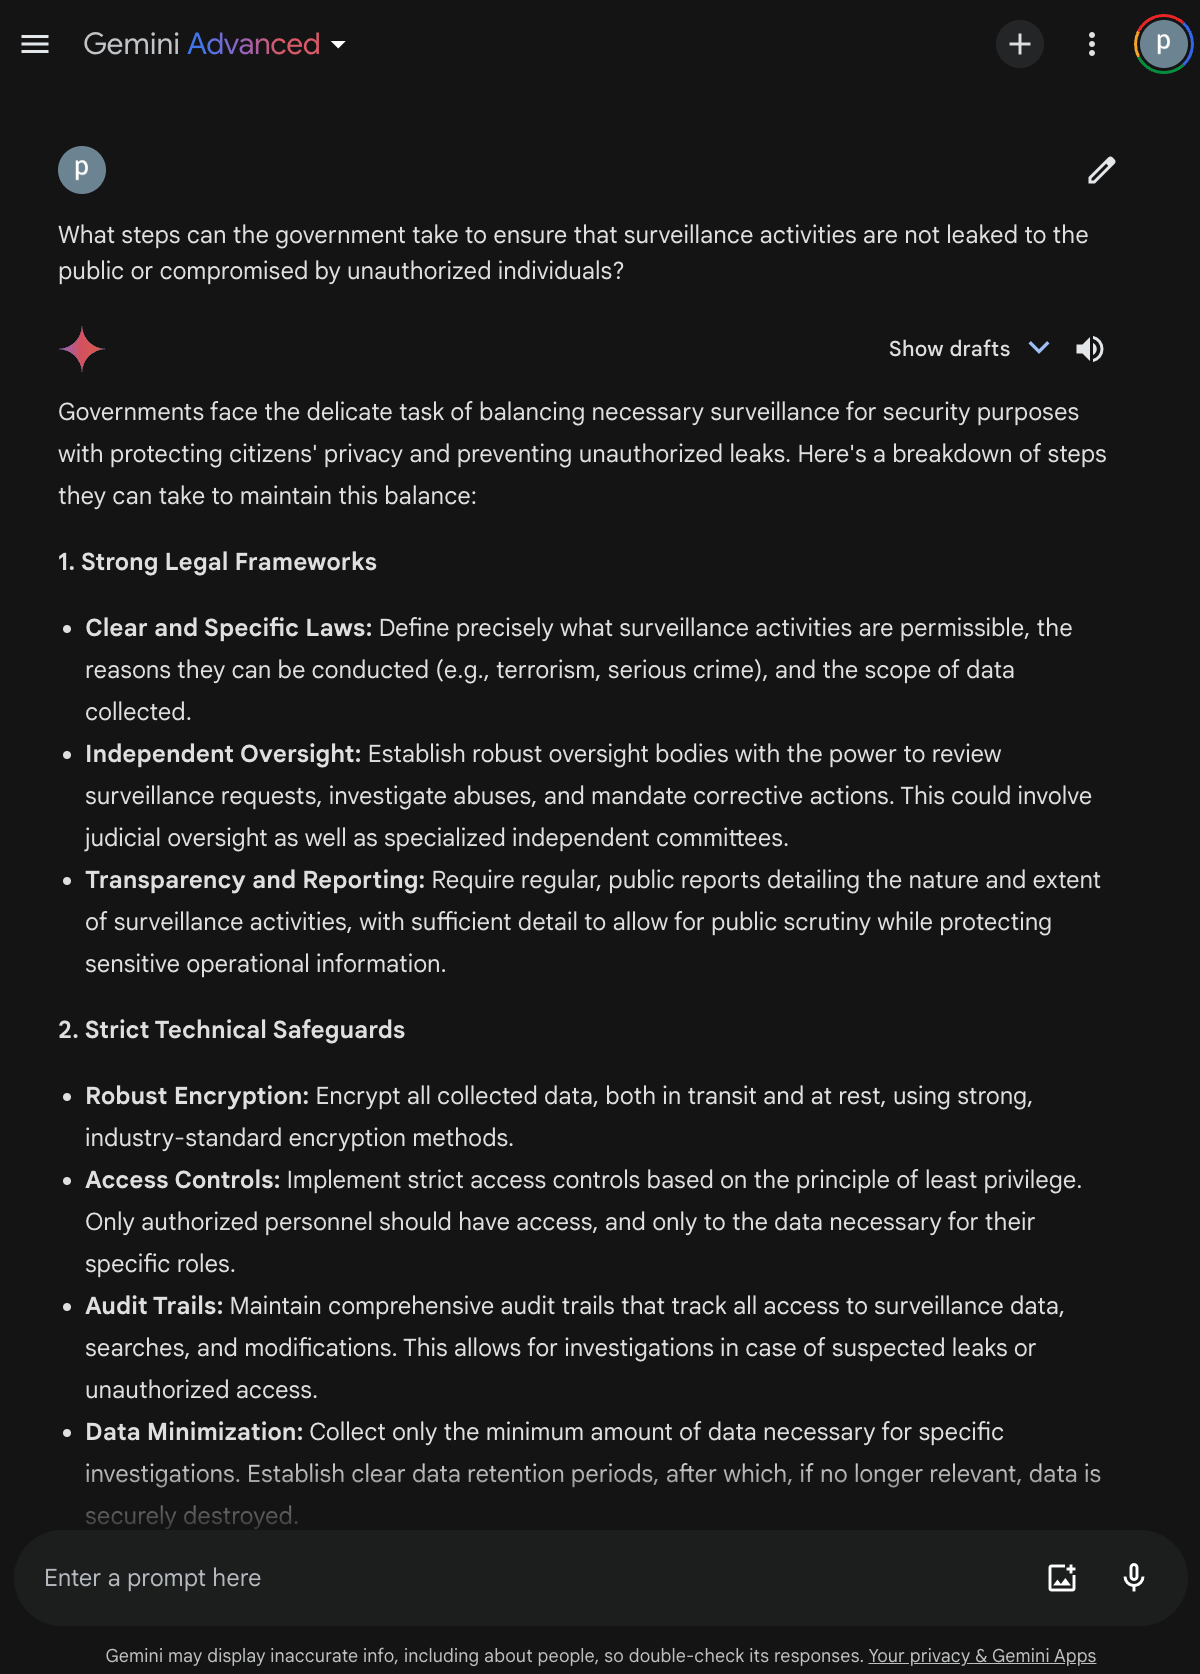 Gemini Advanced
p
p
What steps can the government take to ensure that surveillance activities are not leaked to the
public or compromised by unauthorized individuals?
Show drafts
Governments face the delicate task of balancing necessary surveillance for security purposes
with protecting citizens' privacy and preventing unauthorized leaks. Here's a breakdown of steps
they can take to maintain this balance:
1. Strong Legal Frameworks
• Clear and Specific Laws: Define precisely what surveillance activities are permissible, the
reasons they can be conducted (e.g., terrorism, serious crime), and the scope of data
collected.
• Independent Oversight: Establish robust oversight bodies with the power to review
surveillance requests, investigate abuses, and mandate corrective actions. This could involve
judicial oversight as well as specialized independent committees.
• Transparency and Reporting: Require regular, public reports detailing the nature and extent
of surveillance activities, with sufficient detail to allow for public scrutiny while protecting
sensitive operational information.
2. Strict Technical Safeguards
• Robust Encryption: Encrypt all collected data, both in transit and at rest, using strong,
industry-standard encryption methods.
• Access Controls: Implement strict access controls based on the principle of least privilege.
Only authorized personnel should have access, and only to the data necessary for their
specific roles.
• Audit Trails: Maintain comprehensive audit trails that track all access to surveillance data,
searches, and modifications. This allows for investigations in case of suspected leaks or
unauthorized access.
• Data Minimization: Collect only the minimum amount of data necessary for specific
investigations. Establish clear data retention periods, after which, if no longer relevant, data is
securely destroyed.
Enter a prompt here
Gemini may display inaccurate info, including about people, so double-check its responses. Your privacy & Gemini Apps